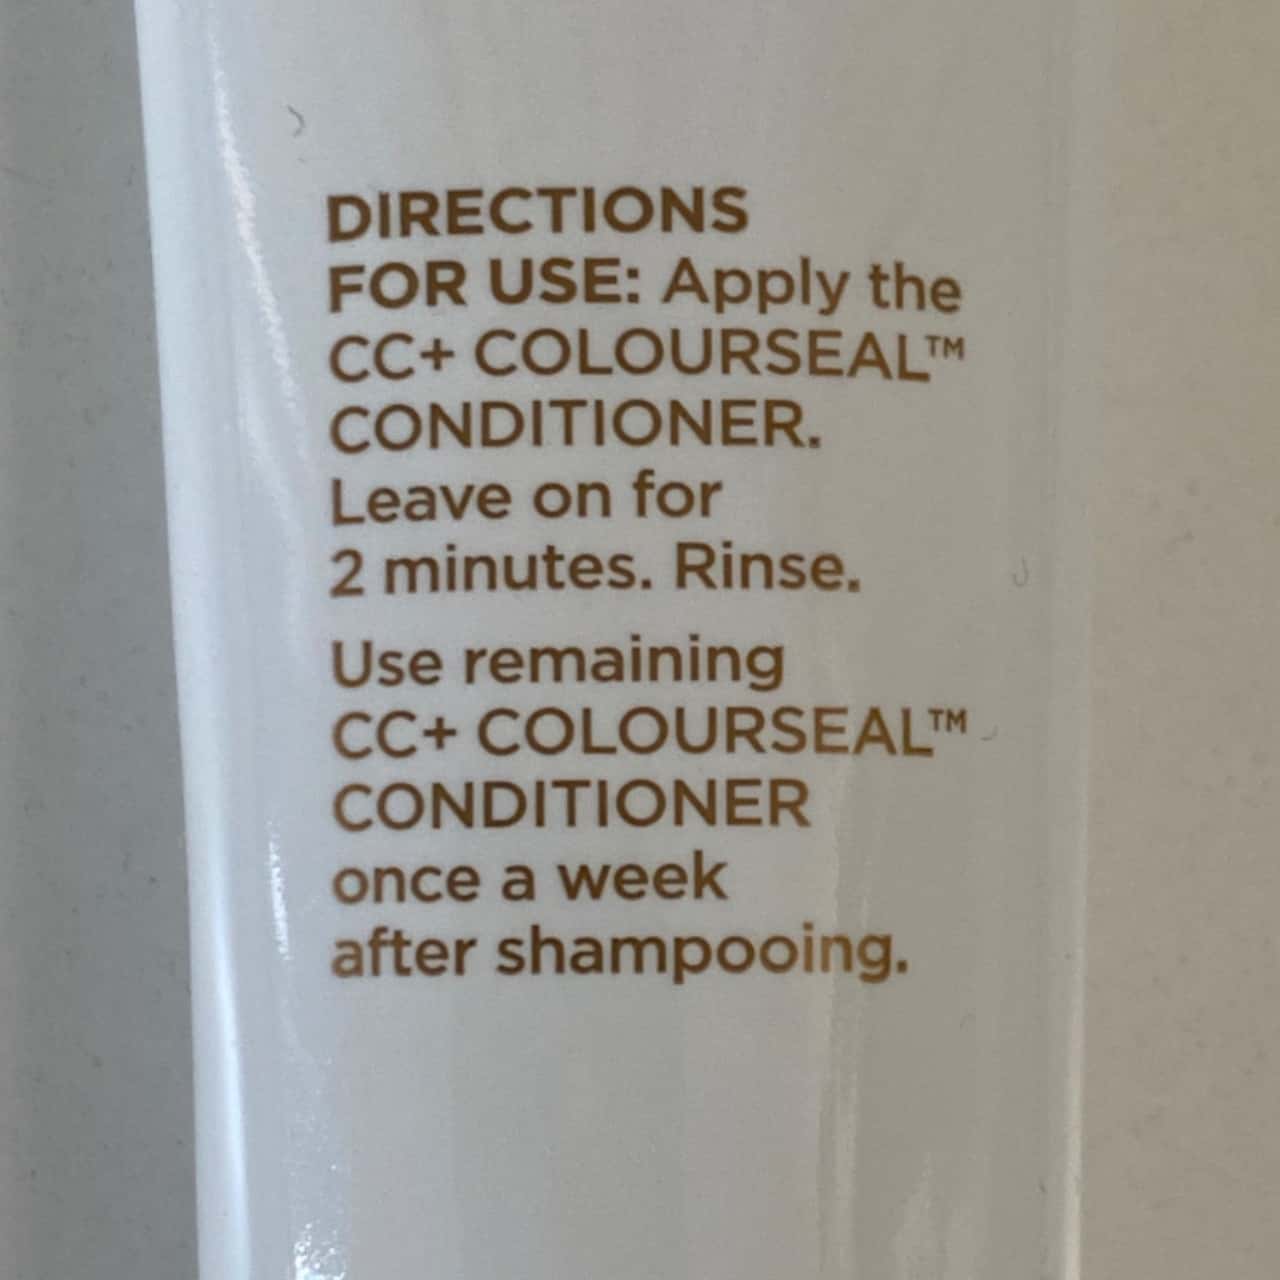 DIRECTIONS
FOR USE: Apply the
CC+ COLOURSEAL™
CONDITIONER.
Leave on for
2 minutes. Rinse.
Use remaining
CC+ COLOURSEAL™
CONDITIONER
once a week
after shampooing.